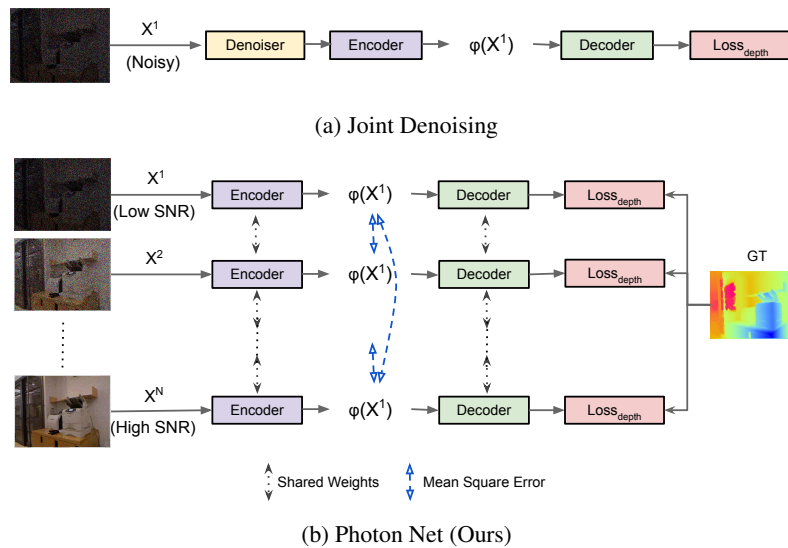 X¹
(Noisy)
Denoiser
Encoder
φ(X¹)
Decoder
Loss_depth
(a) Joint Denoising
X¹
(Low SNR)
Encoder
φ(X¹)
Decoder
Loss_depth
X²
Encoder
φ(X¹)
Decoder
Loss_depth
GT
X^N
(High SNR)
Encoder
φ(X¹)
Decoder
Loss_depth
Shared Weights
Mean Square Error
(b) Photon Net (Ours)